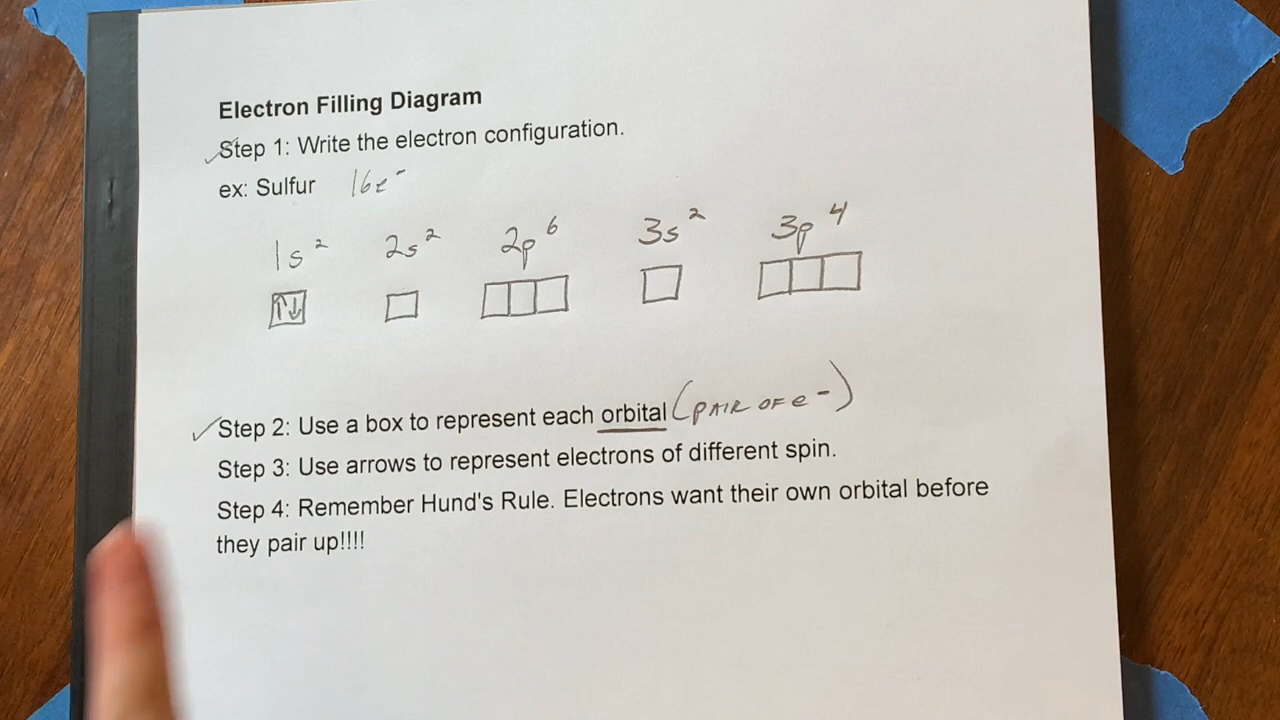 Electron Filling Diagram
Step 1: Write the electron configuration.
ex: Sulfur 16e⁻
1s² 2s² 2p⁶ 3s² 3p⁴
↑↓
Step 2: Use a box to represent each orbital (PAIR OF e-)
Step 3: Use arrows to represent electrons of different spin.
Step 4: Remember Hund's Rule. Electrons want their own orbital before
they pair up!!!!